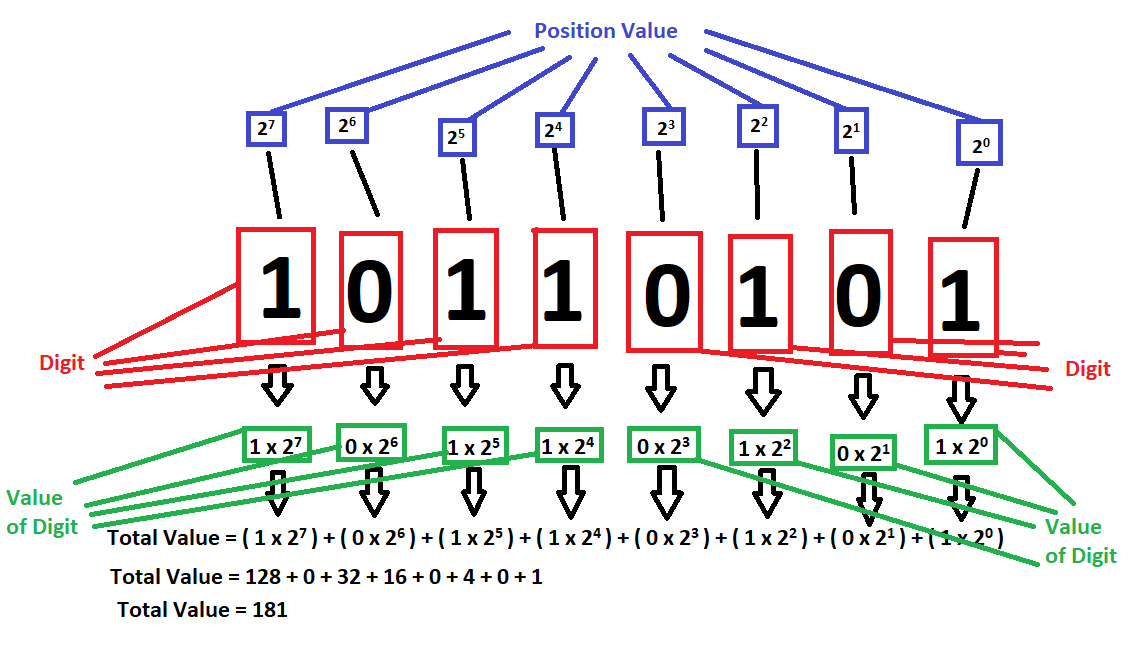 Position Value
2⁷ 2⁶ 2⁵ 2⁴ 2³ 2² 2¹ 2⁰
1 0 1 1 0 1 0 1
Digit
Digit
1 x 2⁷ 0 x 2⁶ 1 x 2⁵ 1 x 2⁴ 0 x 2³ 1 x 2² 0 x 2¹ 1 x 2⁰
Value
of Digit
Value
of Digit
Total Value = ( 1 x 2⁷ ) + ( 0 x 2⁶ ) + ( 1 x 2⁵ ) + ( 1 x 2⁴ ) + ( 0 x 2³ ) + ( 1 x 2² ) + ( 0 x 2¹ ) + ( 1 x 2⁰ )
Total Value = 128 + 0 + 32 + 16 + 0 + 4 + 0 + 1
Total Value = 181